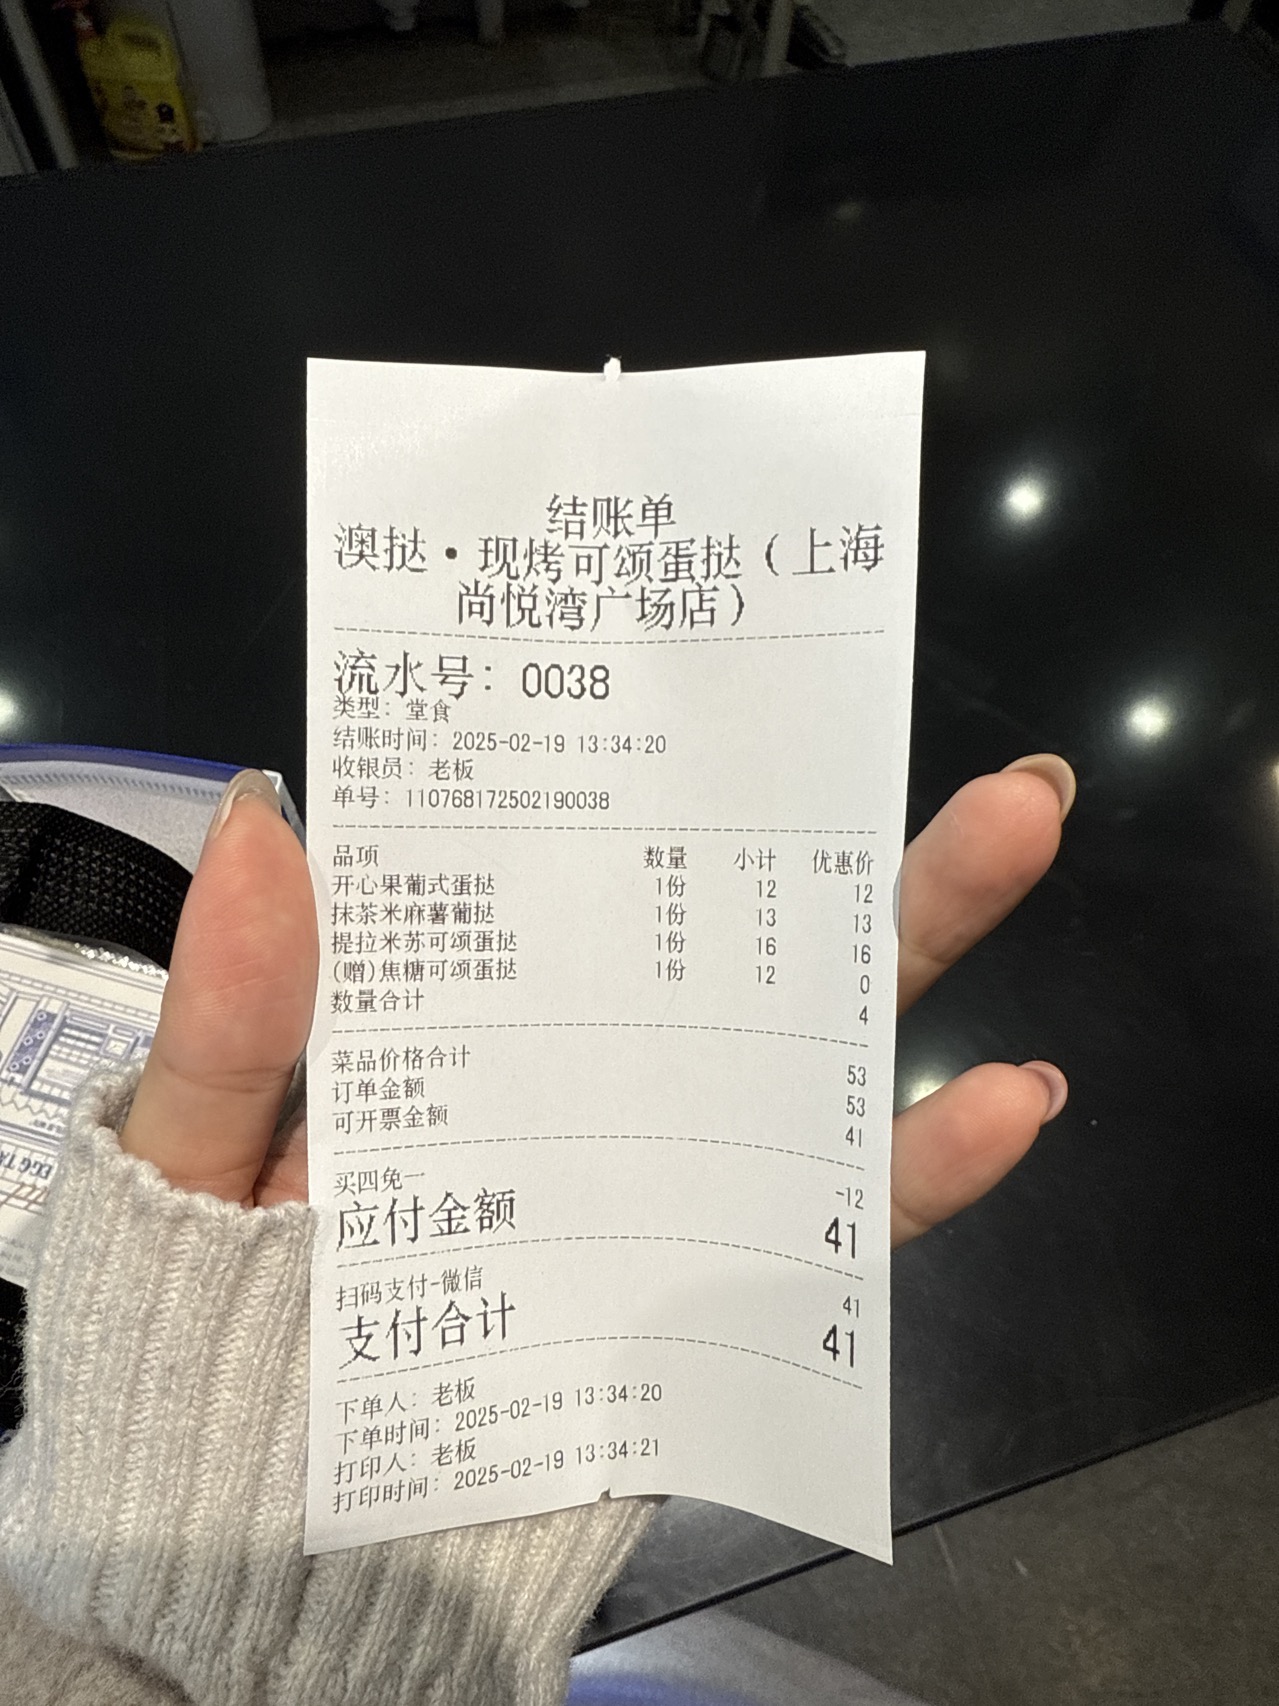 结账单
澳挞·现烤可颂蛋挞（上海
尚悦湾广场店）
流水号：0038
类型：堂食
结账时间：2025-02-19 13:34:20
收银员：老板
单号：110768172502190038
品项 数量 小计 优惠价
开心果葡式蛋挞 1份 12 12
抹茶米麻薯葡挞 1份 13 13
提拉米苏可颂蛋挞 1份 16 16
(赠)焦糖可颂蛋挞 1份 12 0
数量合计 4
菜品价格合计 53
订单金额 53
可开票金额 41
买四免一 -12
应付金额 41
扫码支付-微信 41
支付合计 41
下单人：老板
下单时间：2025-02-19 13:34:20
打印人：老板
打印时间：2025-02-19 13:34:21
EGG TA